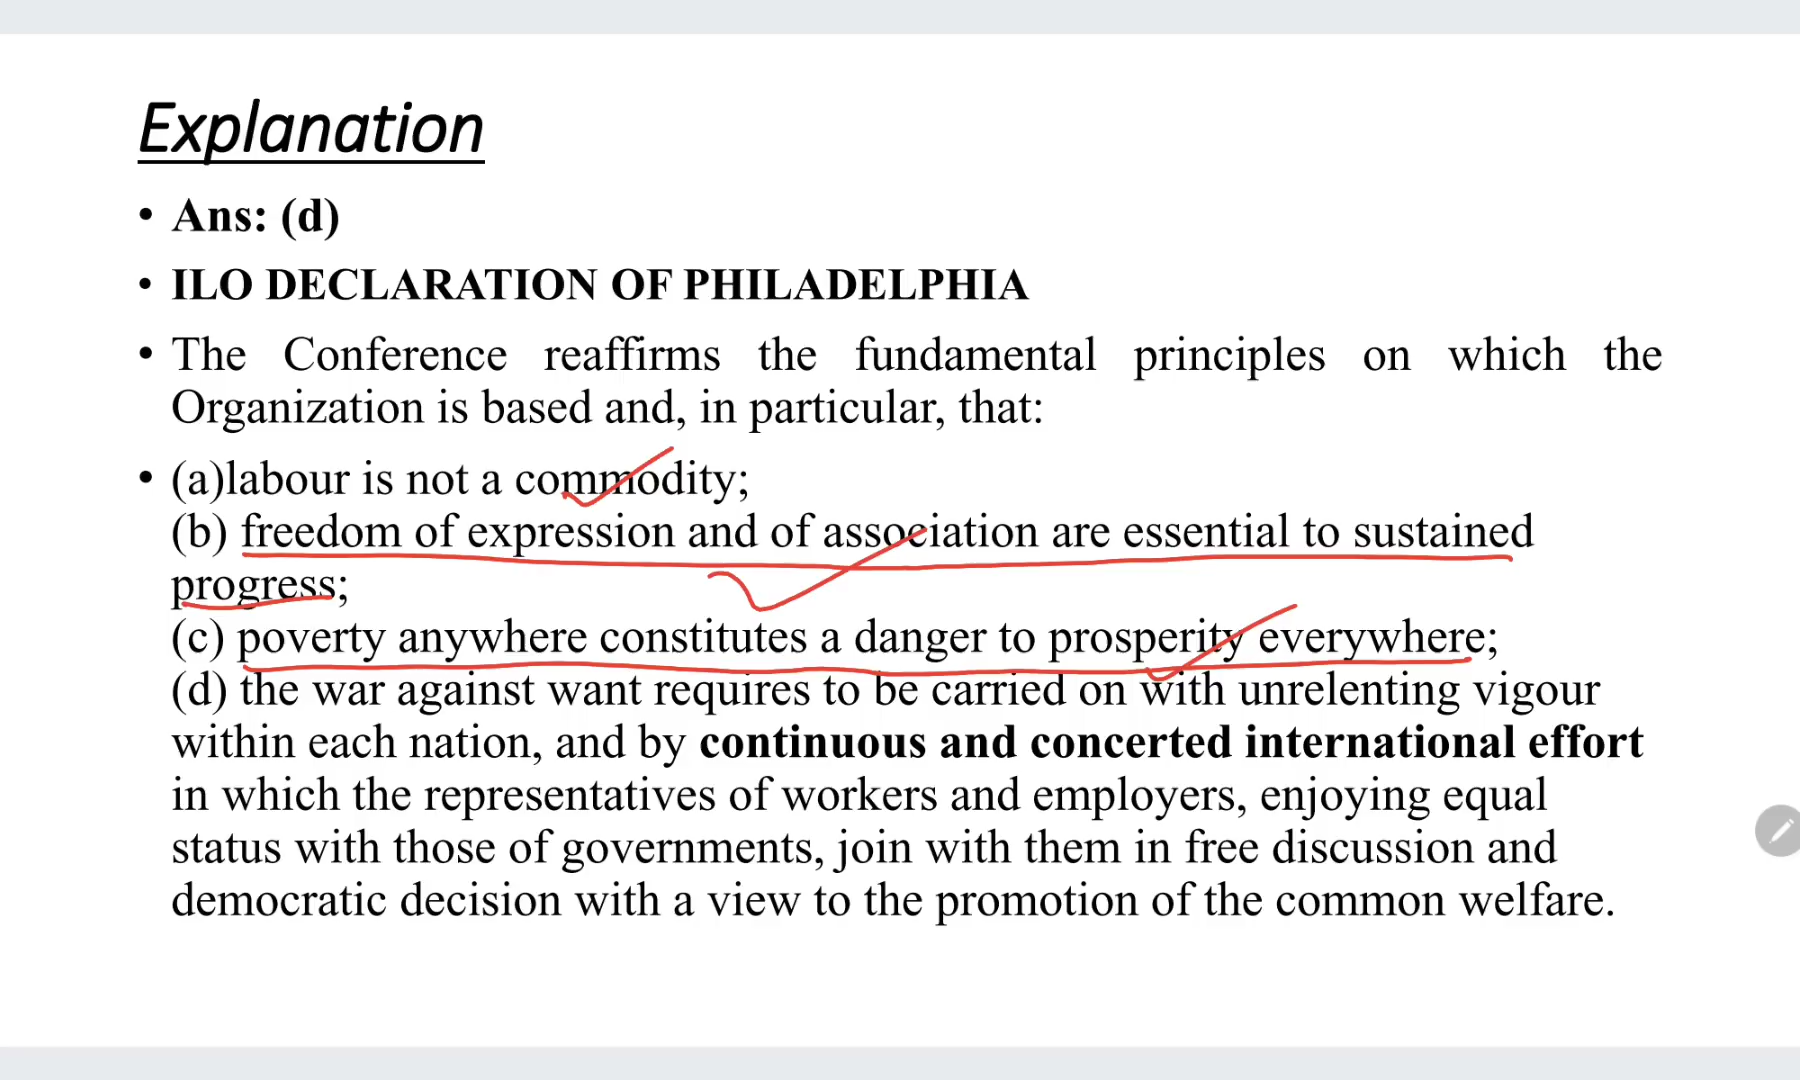 Explanation
• Ans: (d)
• ILO DECLARATION OF PHILADELPHIA
• The Conference reaffirms the fundamental principles on which the
Organization is based and, in particular, that:
• (a)labour is not a commodity;
(b) freedom of expression and of association are essential to sustained
progress;
(c) poverty anywhere constitutes a danger to prosperity everywhere;
(d) the war against want requires to be carried on with unrelenting vigour
within each nation, and by continuous and concerted international effort
in which the representatives of workers and employers, enjoying equal
status with those of governments, join with them in free discussion and
democratic decision with a view to the promotion of the common welfare.